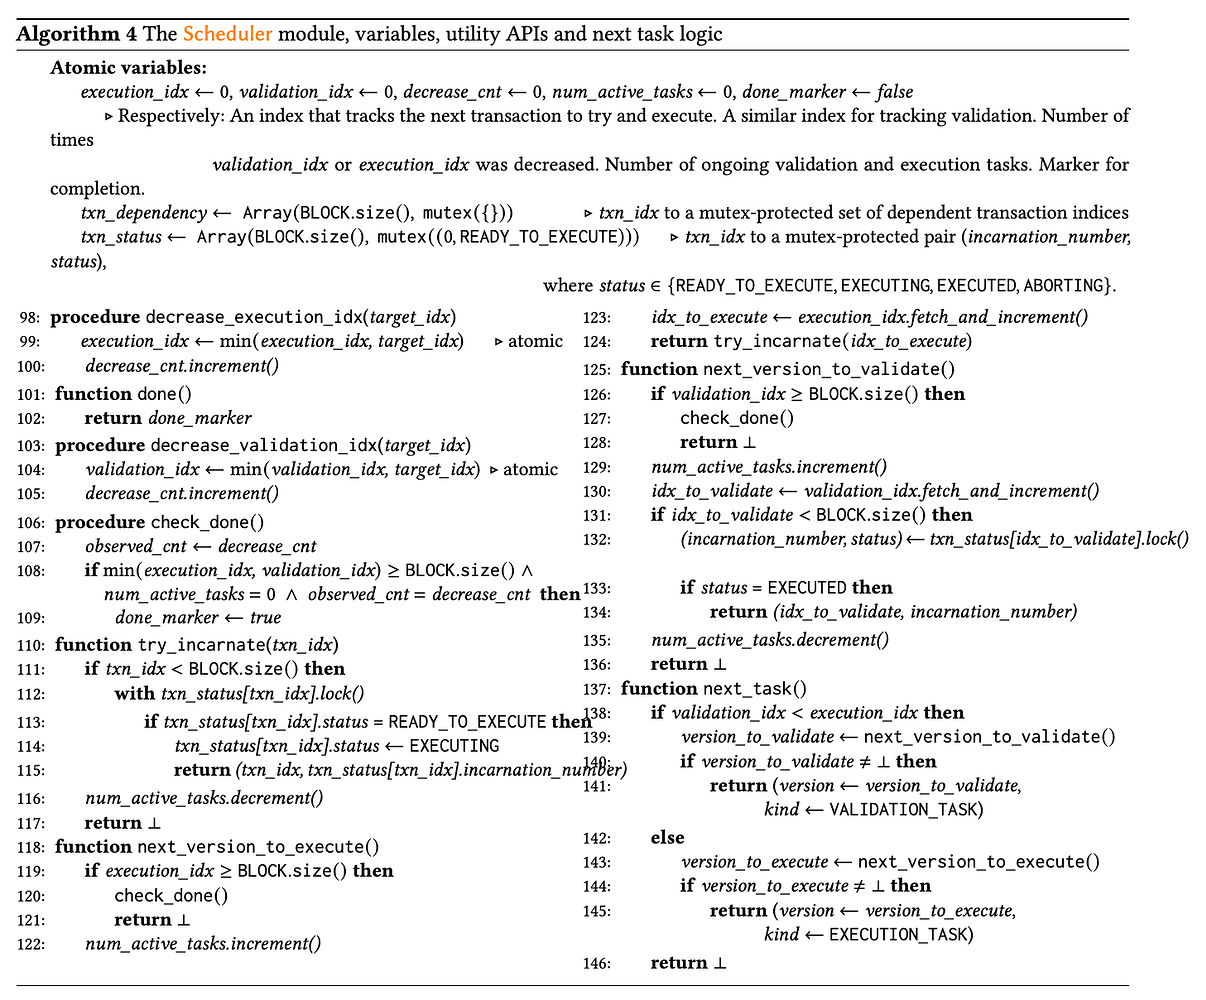 Algorithm 4 The Scheduler module, variables, utility APIs and next task logic
Atomic variables:
execution_idx ← 0, validation_idx ← 0, decrease_cnt ← 0, num_active_tasks ← 0, done_marker ← false
▹ Respectively: An index that tracks the next transaction to try and execute. A similar index for tracking validation. Number of
times
validation_idx or execution_idx was decreased. Number of ongoing validation and execution tasks. Marker for
completion.
txn_dependency ← Array(BLOCK.size(), mutex({})) ▹ txn_idx to a mutex-protected set of dependent transaction indices
txn_status ← Array(BLOCK.size(), mutex((0, READY_TO_EXECUTE))) ▹ txn_idx to a mutex-protected pair (incarnation_number,
status),
where status ∈ {READY_TO_EXECUTE, EXECUTING, EXECUTED, ABORTING}.
98: procedure decrease_execution_idx(target_idx)
99: execution_idx ← min(execution_idx, target_idx) ▹ atomic
100: decrease_cnt.increment()
101: function done()
102: return done_marker
103: procedure decrease_validation_idx(target_idx)
104: validation_idx ← min(validation_idx, target_idx) ▹ atomic
105: decrease_cnt.increment()
106: procedure check_done()
107: observed_cnt ← decrease_cnt
108: if min(execution_idx, validation_idx) ≥ BLOCK.size() ∧
num_active_tasks = 0 ∧ observed_cnt = decrease_cnt then
109: done_marker ← true
110: function try_incarnate(txn_idx)
111: if txn_idx < BLOCK.size() then
112: with txn_status[txn_idx].lock()
113: if txn_status[txn_idx].status = READY_TO_EXECUTE then
114: txn_status[txn_idx].status ← EXECUTING
115: return (txn_idx, txn_status[txn_idx].incarnation_number)
116: num_active_tasks.decrement()
117: return ⊥
118: function next_version_to_execute()
119: if execution_idx ≥ BLOCK.size() then
120: check_done()
121: return ⊥
122: num_active_tasks.increment()
123: idx_to_execute ← execution_idx.fetch_and_increment()
124: return try_incarnate(idx_to_execute)
125: function next_version_to_validate()
126: if validation_idx ≥ BLOCK.size() then
127: check_done()
128: return ⊥
129: num_active_tasks.increment()
130: idx_to_validate ← validation_idx.fetch_and_increment()
131: if idx_to_validate < BLOCK.size() then
132: (incarnation_number, status) ← txn_status[idx_to_validate].lock()
133: if status = EXECUTED then
134: return (idx_to_validate, incarnation_number)
135: num_active_tasks.decrement()
136: return ⊥
137: function next_task()
138: if validation_idx < execution_idx then
139: version_to_validate ← next_version_to_validate()
140: if version_to_validate ≠ ⊥ then
141: return (version ← version_to_validate,
kind ← VALIDATION_TASK)
142: else
143: version_to_execute ← next_version_to_execute()
144: if version_to_execute ≠ ⊥ then
145: return (version ← version_to_execute,
kind ← EXECUTION_TASK)
146: return ⊥